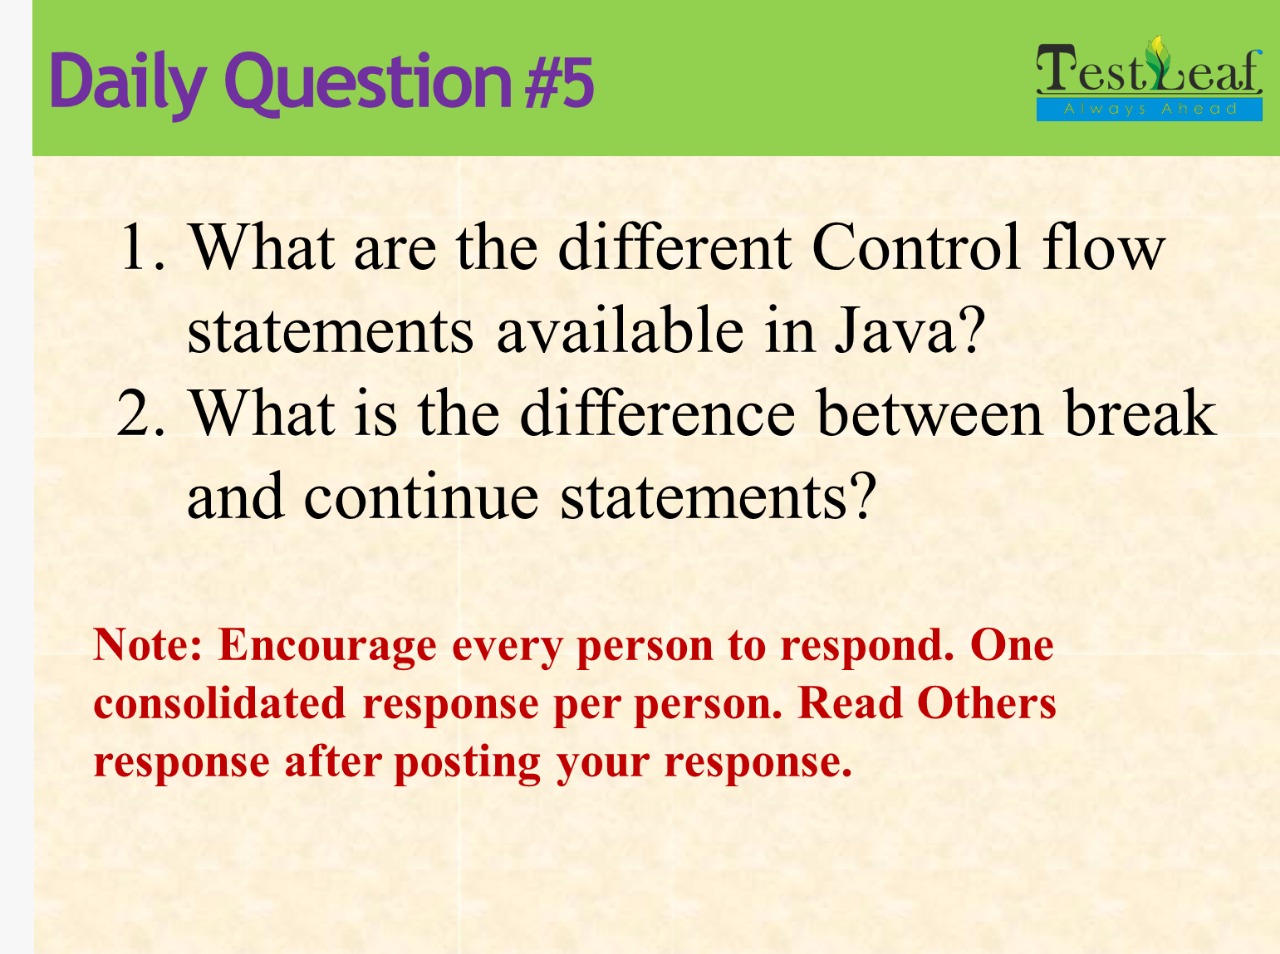 Daily Question #5
TestLeaf
Always Ahead
1. What are the different Control flow
statements available in Java?
2. What is the difference between break
and continue statements?
Note: Encourage every person to respond. One
consolidated response per person. Read Others
response after posting your response.